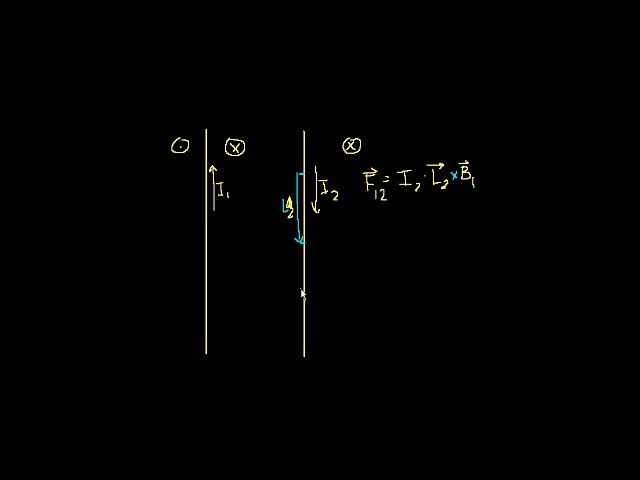 I₁
L₂
I₂
F₁₂ = I₂ · L₂ × B₁